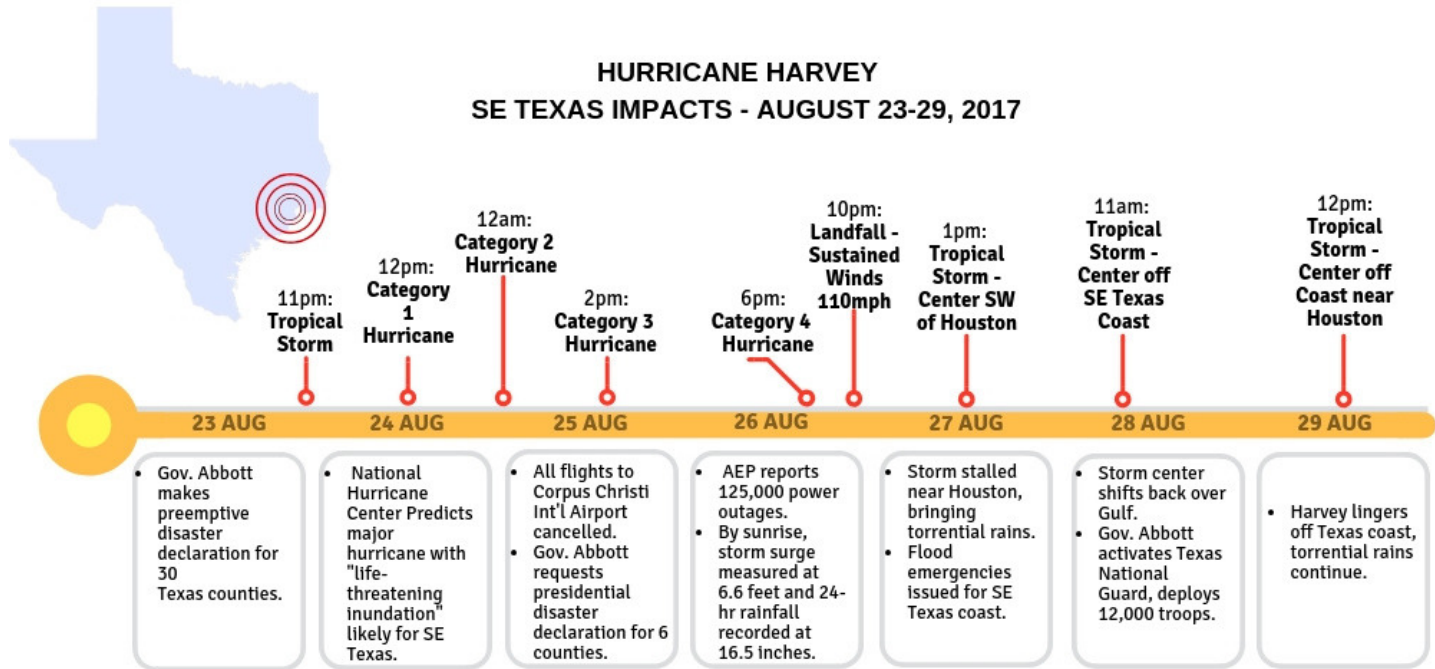 HURRICANE HARVEY
SE TEXAS IMPACTS - AUGUST 23-29, 2017
11pm:
Tropical
Storm
12pm:
Category
1
Hurricane
12am:
Category 2
Hurricane
2pm:
Category 3
Hurricane
6pm:
Category 4
Hurricane
10pm:
Landfall -
Sustained
Winds
110mph
1pm:
Tropical
Storm -
Center SW
of Houston
11am:
Tropical
Storm -
Center off
SE Texas
Coast
12pm:
Tropical
Storm -
Center off
Coast near
Houston
23 AUG
24 AUG
25 AUG
26 AUG
27 AUG
28 AUG
29 AUG
• Gov. Abbott
makes
preemptive
disaster
declaration for
30
Texas counties.
• National
Hurricane
Center Predicts
major
hurricane with
"life-
threatening
inundation"
likely for SE
Texas.
• All flights to
Corpus Christi
Int'l Airport
cancelled.
• Gov. Abbott
requests
presidential
disaster
declaration for 6
counties.
• AEP reports
125,000 power
outages.
• By sunrise,
storm surge
measured at
6.6 feet and 24-
hr rainfall
recorded at
16.5 inches.
• Storm stalled
near Houston,
bringing
torrential rains.
• Flood
emergencies
issued for SE
Texas coast.
• Storm center
shifts back over
Gulf.
• Gov. Abbott
activates Texas
National
Guard, deploys
12,000 troops.
• Harvey lingers
off Texas coast,
torrential rains
continue.